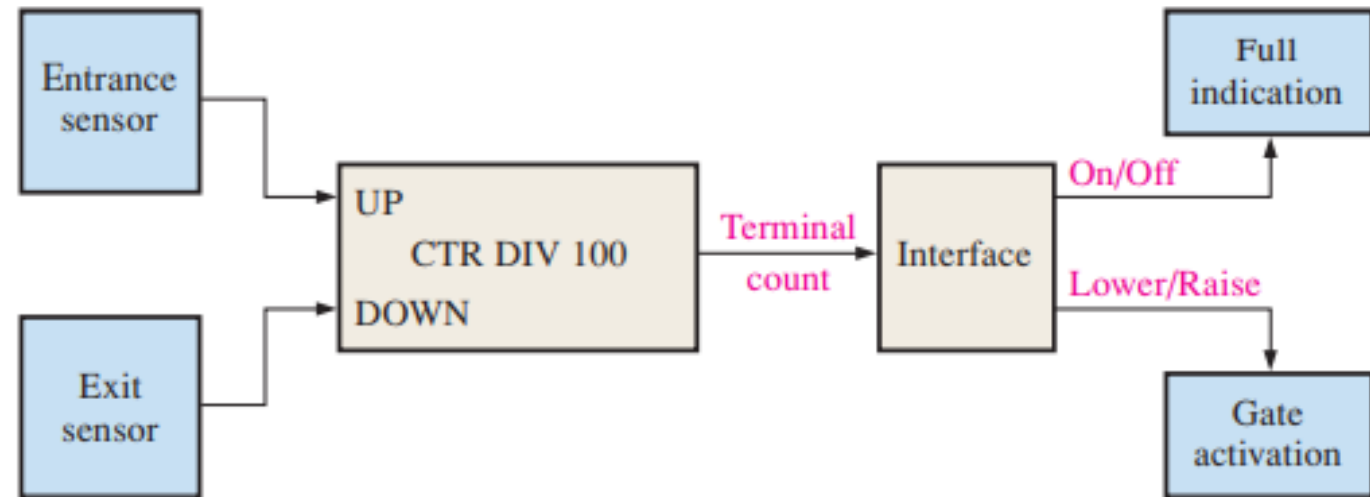 Entrance
sensor
UP
CTR DIV 100
DOWN
Exit
sensor
Terminal
count
Interface
On/Off
Lower/Raise
Full
indication
Gate
activation